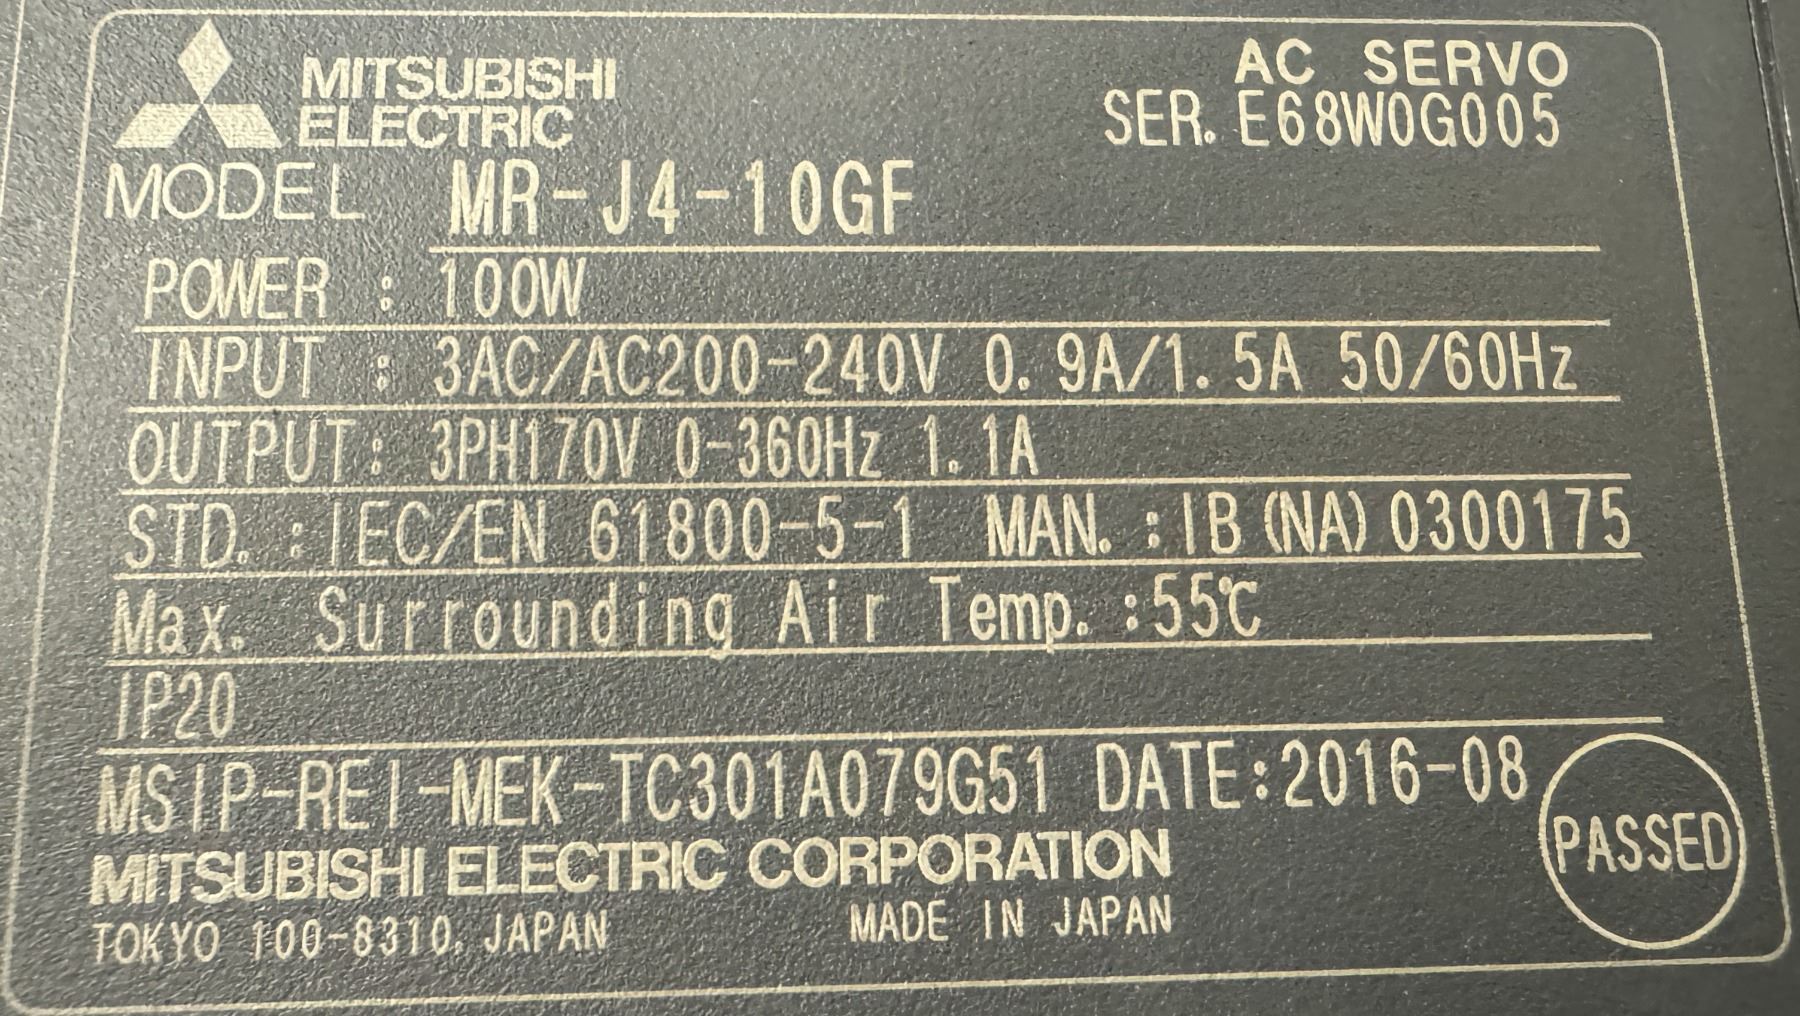 MITSUBISHI
ELECTRIC
AC SERVO
SER. E68W0G005
MODEL MR-J4-10GF
POWER : 100W
INPUT : 3AC/AC200-240V 0.9A/1.5A 50/60Hz
OUTPUT: 3PH170V 0-360Hz 1.1A
STD. : IEC/EN 61800-5-1 MAN. : IB(NA)0300175
Max. Surrounding Air Temp. :55℃
IP20
MSIP-REI-MEK-TC301A079G51 DATE:2016-08
PASSED
MITSUBISHI ELECTRIC CORPORATION
TOKYO 100-8310, JAPAN MADE IN JAPAN